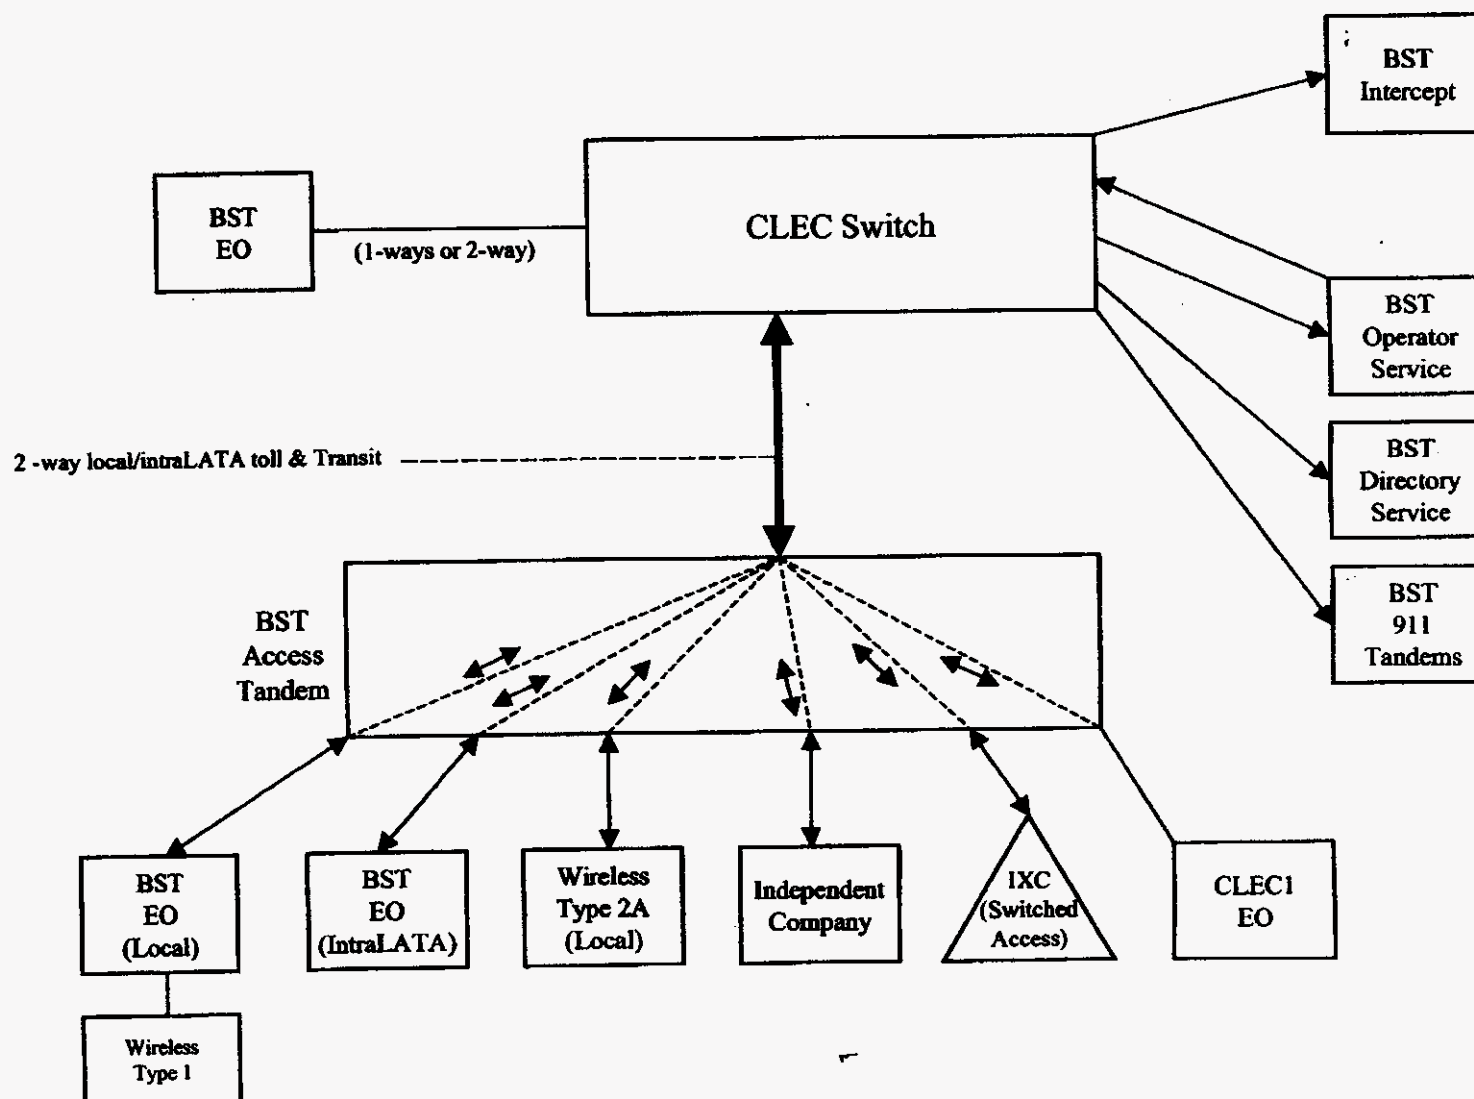 BST
Intercept
BST
EO
(1-ways or 2-way)
CLEC Switch
BST
Operator
Service
BST
Directory
Service
BST
911
Tandems
2 -way local/intraLATA toll & Transit
BST
Access
Tandem
BST
EO
(Local)
BST
EO
(IntraLATA)
Wireless
Type 2A
(Local)
Independent
Company
IXC
(Switched
Access)
CLEC1
EO
Wireless
Type 1